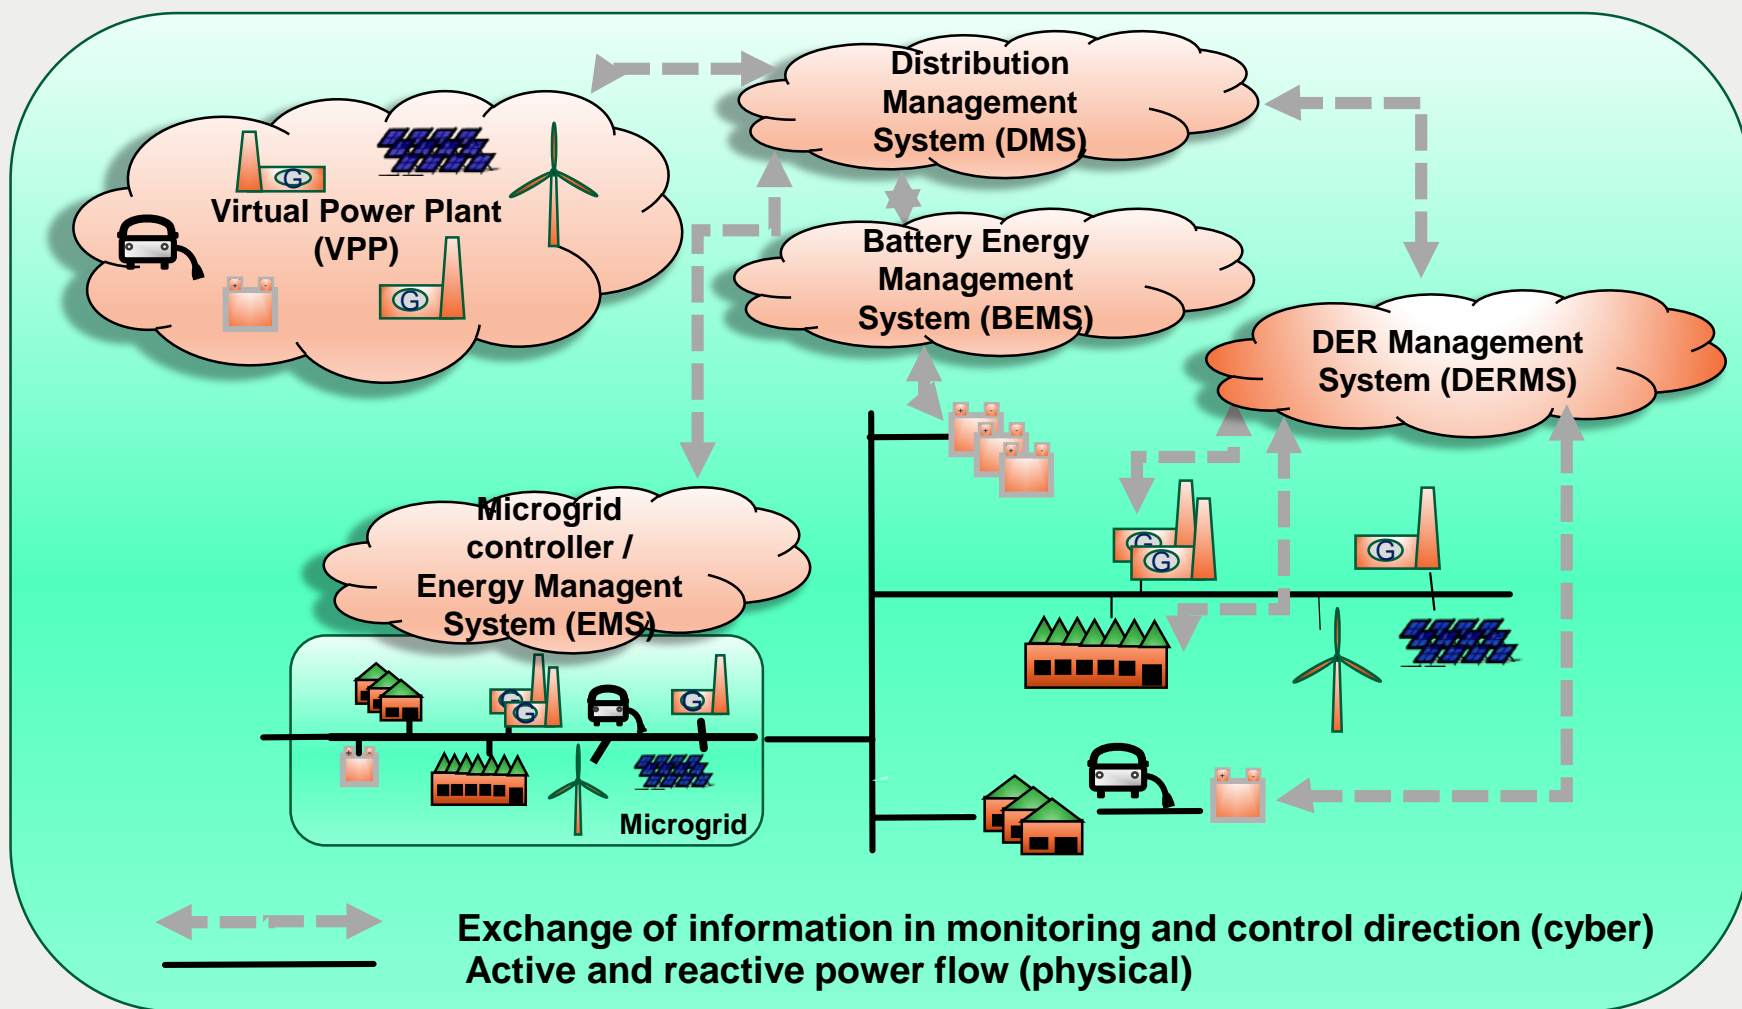 Distribution
Management
System (DMS)
G
Virtual Power Plant
(VPP)
G
+ -
Battery Energy
Management
System (BEMS)
DER Management
System (DERMS)
+ -
+ -
+ -
Microgrid
controller /
Energy Managent
System (EMS)
G
G
G
G
G
G
+ -
Microgrid
+ -
Exchange of information in monitoring and control direction (cyber)
Active and reactive power flow (physical)